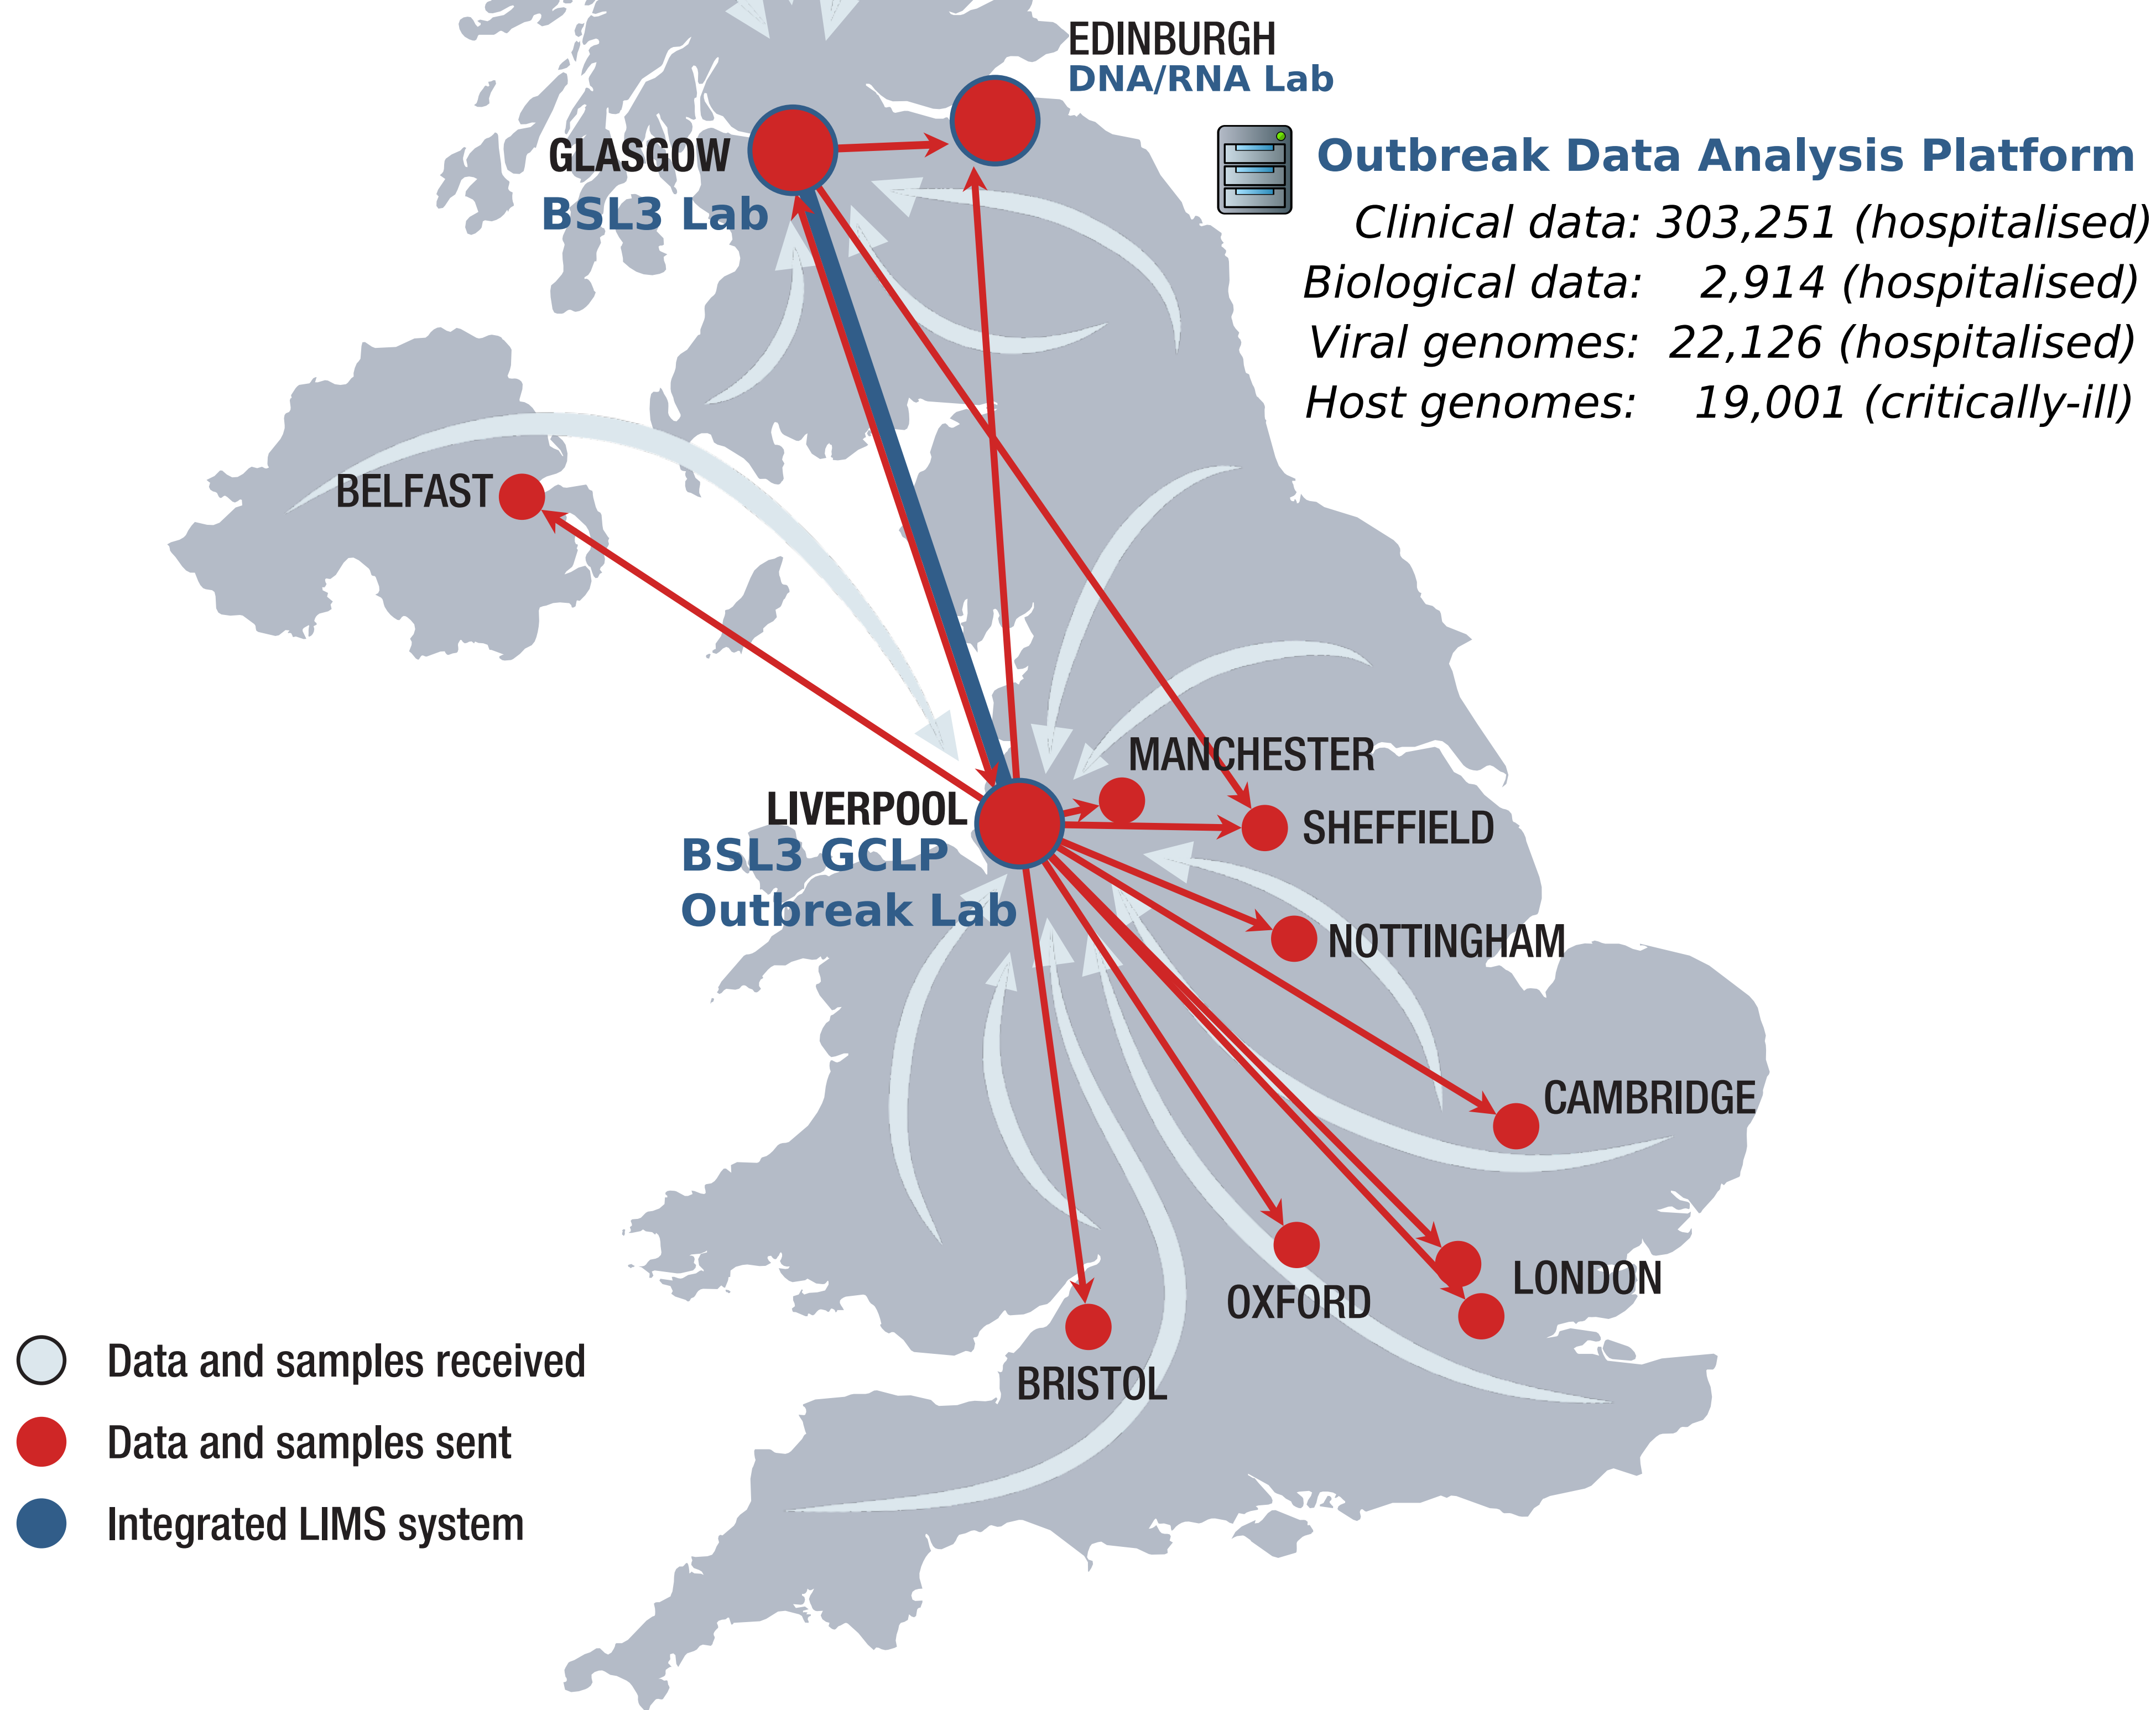 EDINBURGH
DNA/RNA Lab
GLASGOW
BSL3 Lab
Outbreak Data Analysis Platform
Clinical data: 303,251 (hospitalised)
Biological data: 2,914 (hospitalised)
Viral genomes: 22,126 (hospitalised)
Host genomes: 19,001 (critically-ill)
BELFAST
MANCHESTER
LIVERPOOL
BSL3 GCLP
Outbreak Lab
SHEFFIELD
NOTTINGHAM
CAMBRIDGE
LONDON
OXFORD
BRISTOL
Data and samples received
Data and samples sent
Integrated LIMS system